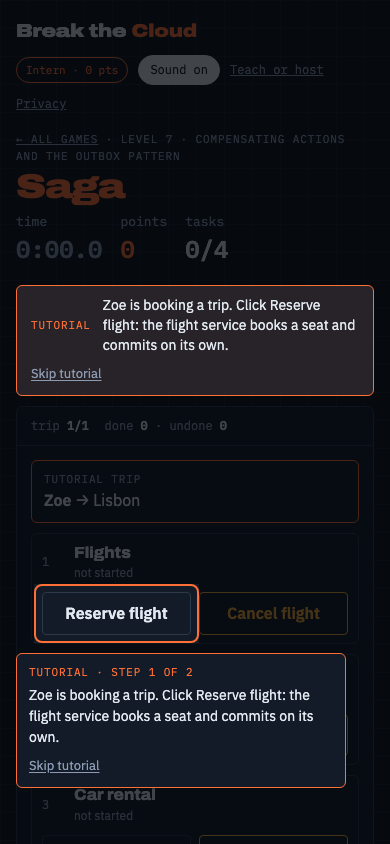 Break the Cloud
Intern · 0 pts
Sound on
Teach or host
Privacy
← ALL GAMES · LEVEL 7 · COMPENSATING ACTIONS
AND THE OUTBOX PATTERN
Saga
time points tasks
0:00.0 0 0/4
TUTORIAL
Zoe is booking a trip. Click Reserve
flight: the flight service books a seat and
commits on its own.
Skip tutorial
trip 1/1 done 0 · undone 0
TUTORIAL TRIP
Zoe → Lisbon
1
Flights
not started
Reserve flight
Cancel flight
TUTORIAL · STEP 1 OF 2
Zoe is booking a trip. Click Reserve flight: the
flight service books a seat and commits on its
own.
Skip tutorial
3
Car rental
not started